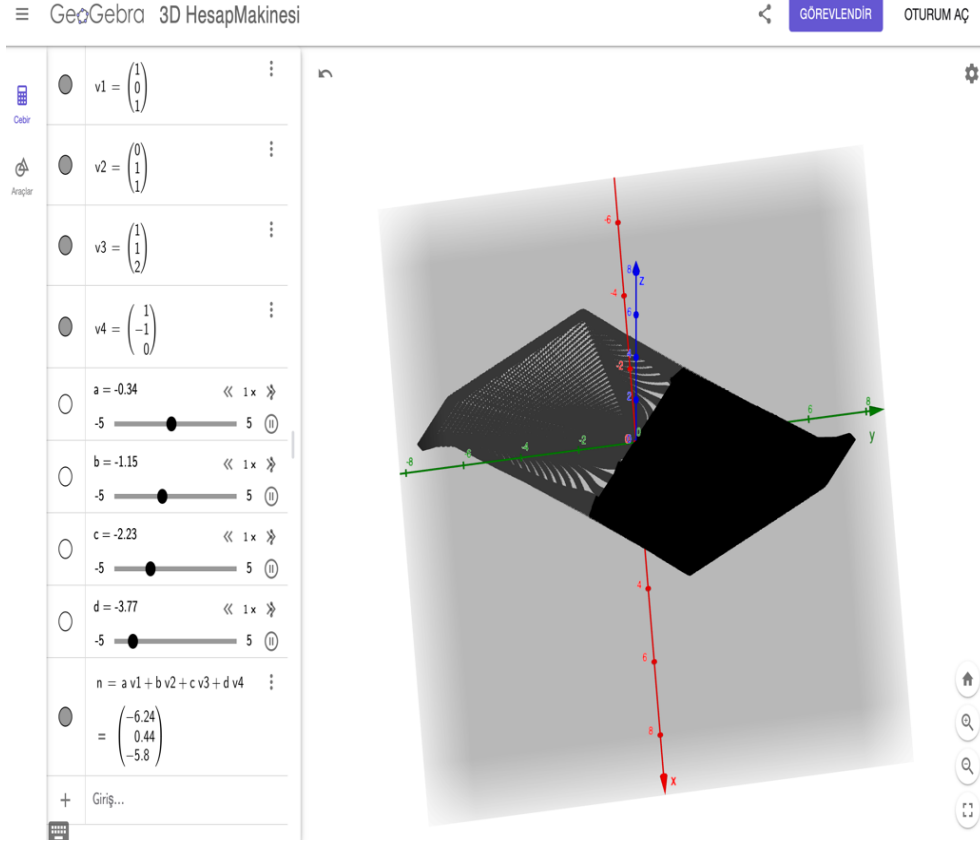 GeoGebra 3D HesapMakinesi
GÖREVLENDİR
OTURUM AÇ
Cebir
Araçlar
v1 = (1 0 1)
v2 = (0 1 1)
v3 = (1 1 2)
v4 = (1 −1 0)
a = -0.34
1 x
-5
5
b = -1.15
1 x
-5
5
c = -2.23
1 x
-5
5
d = -3.77
1 x
-5
5
n = a v1 + b v2 + c v3 + d v4
= (−6.24 0.44 −5.8)
+ Giriş...
-6
-4
-2
8
z
6
4
2
0
0
-8
-6
-4
-2
6
8
y
4
6
8
x